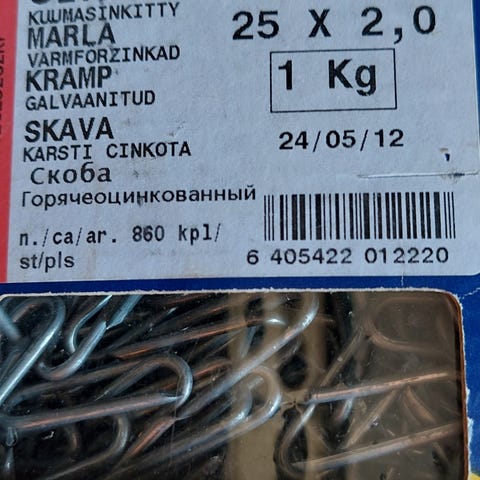 KUUMASINKITTY
MARLA
VARMFORZINKAD
KRAMP
GALVAANITUD
SKAVA
KARSTI CINKOTA
Скоба
Горячеоцинкованный
n./ca/ar. 860 kpl/
st/pls
25 X 2,0
1 Kg
24/05/12
6 405422 012220